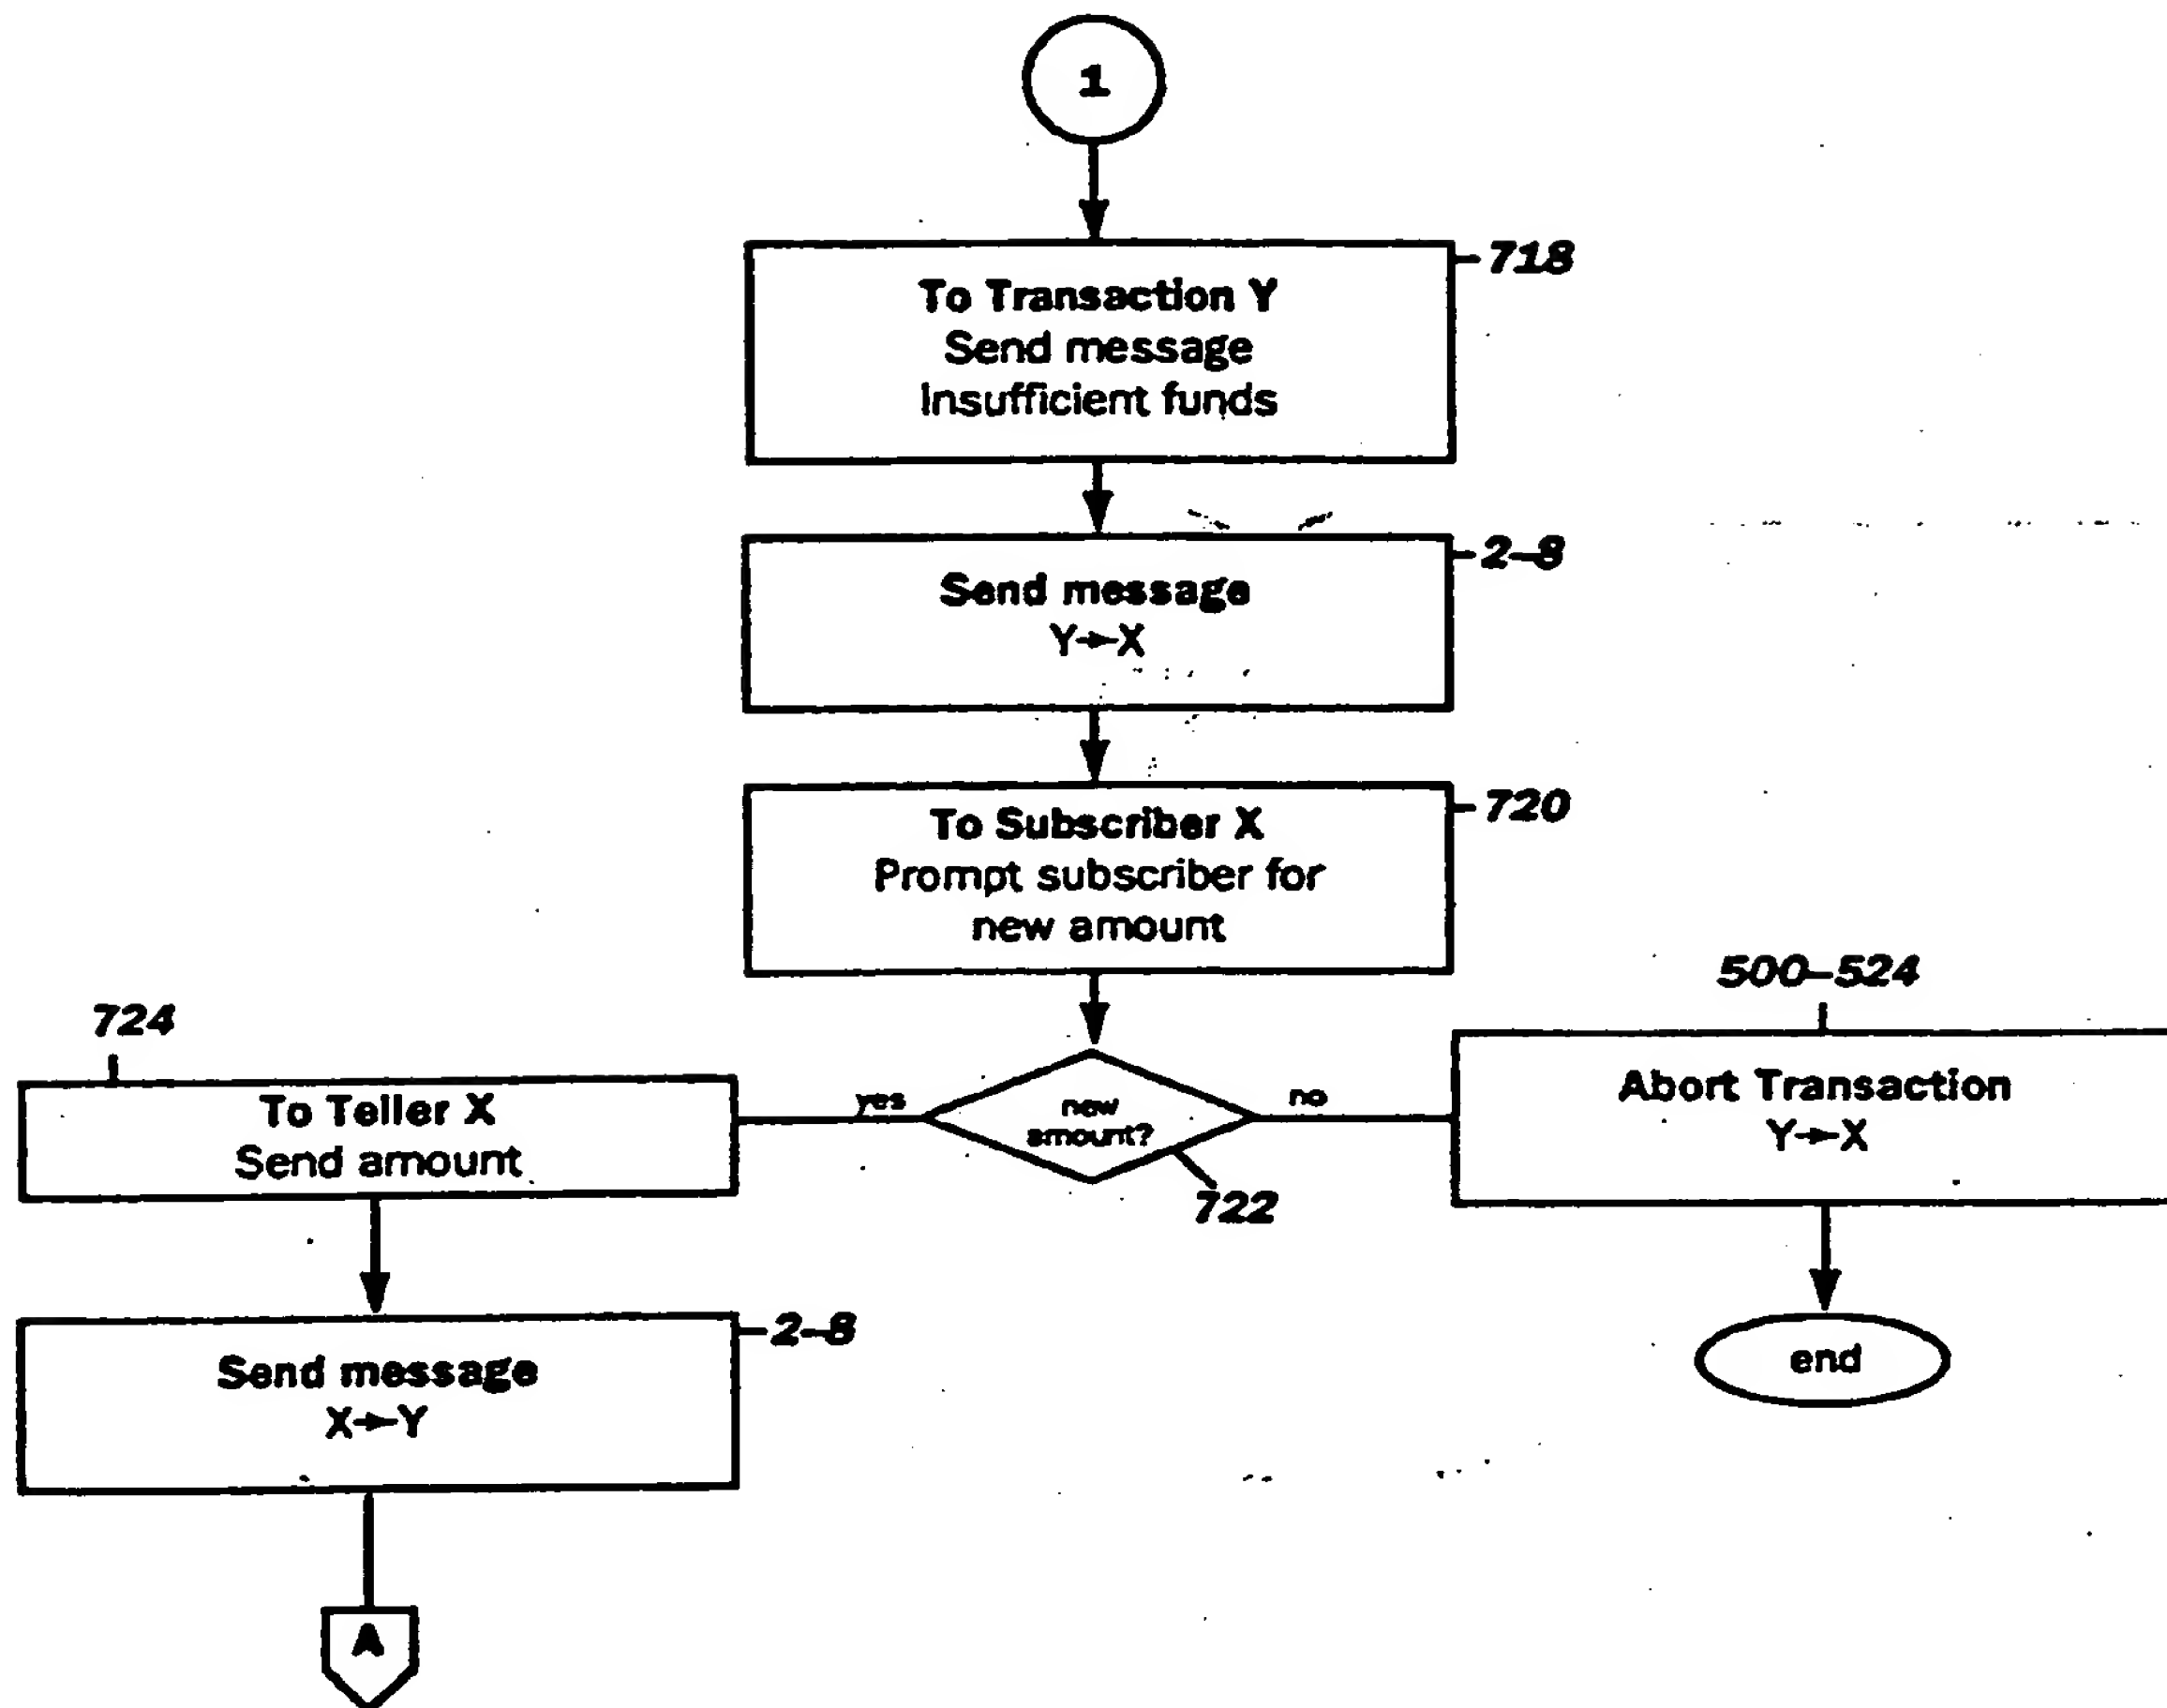 1
718
To Transaction Y
Send message
Insufficient funds
2-8
Send message
Y→X
720
To Subscriber X
Prompt subscriber for
new amount
724
To Teller X
Send amount
yes
new
amount?
no
722
500-524
Abort Transaction
Y→X
2-8
Send message
X→Y
end
A